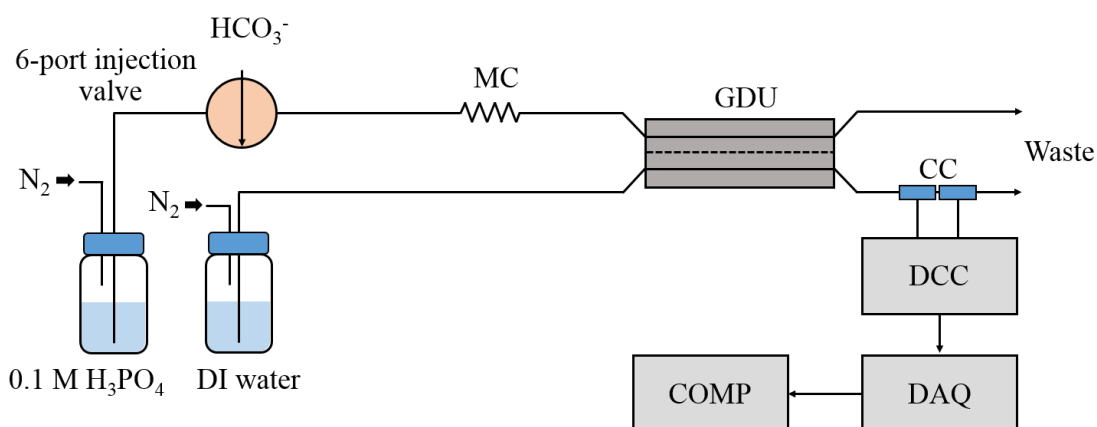 HCO₃⁻
6-port injection
valve
MC
GDU
Waste
CC
N₂
N₂
DCC
0.1 M H₃PO₄
DI water
COMP
DAQ